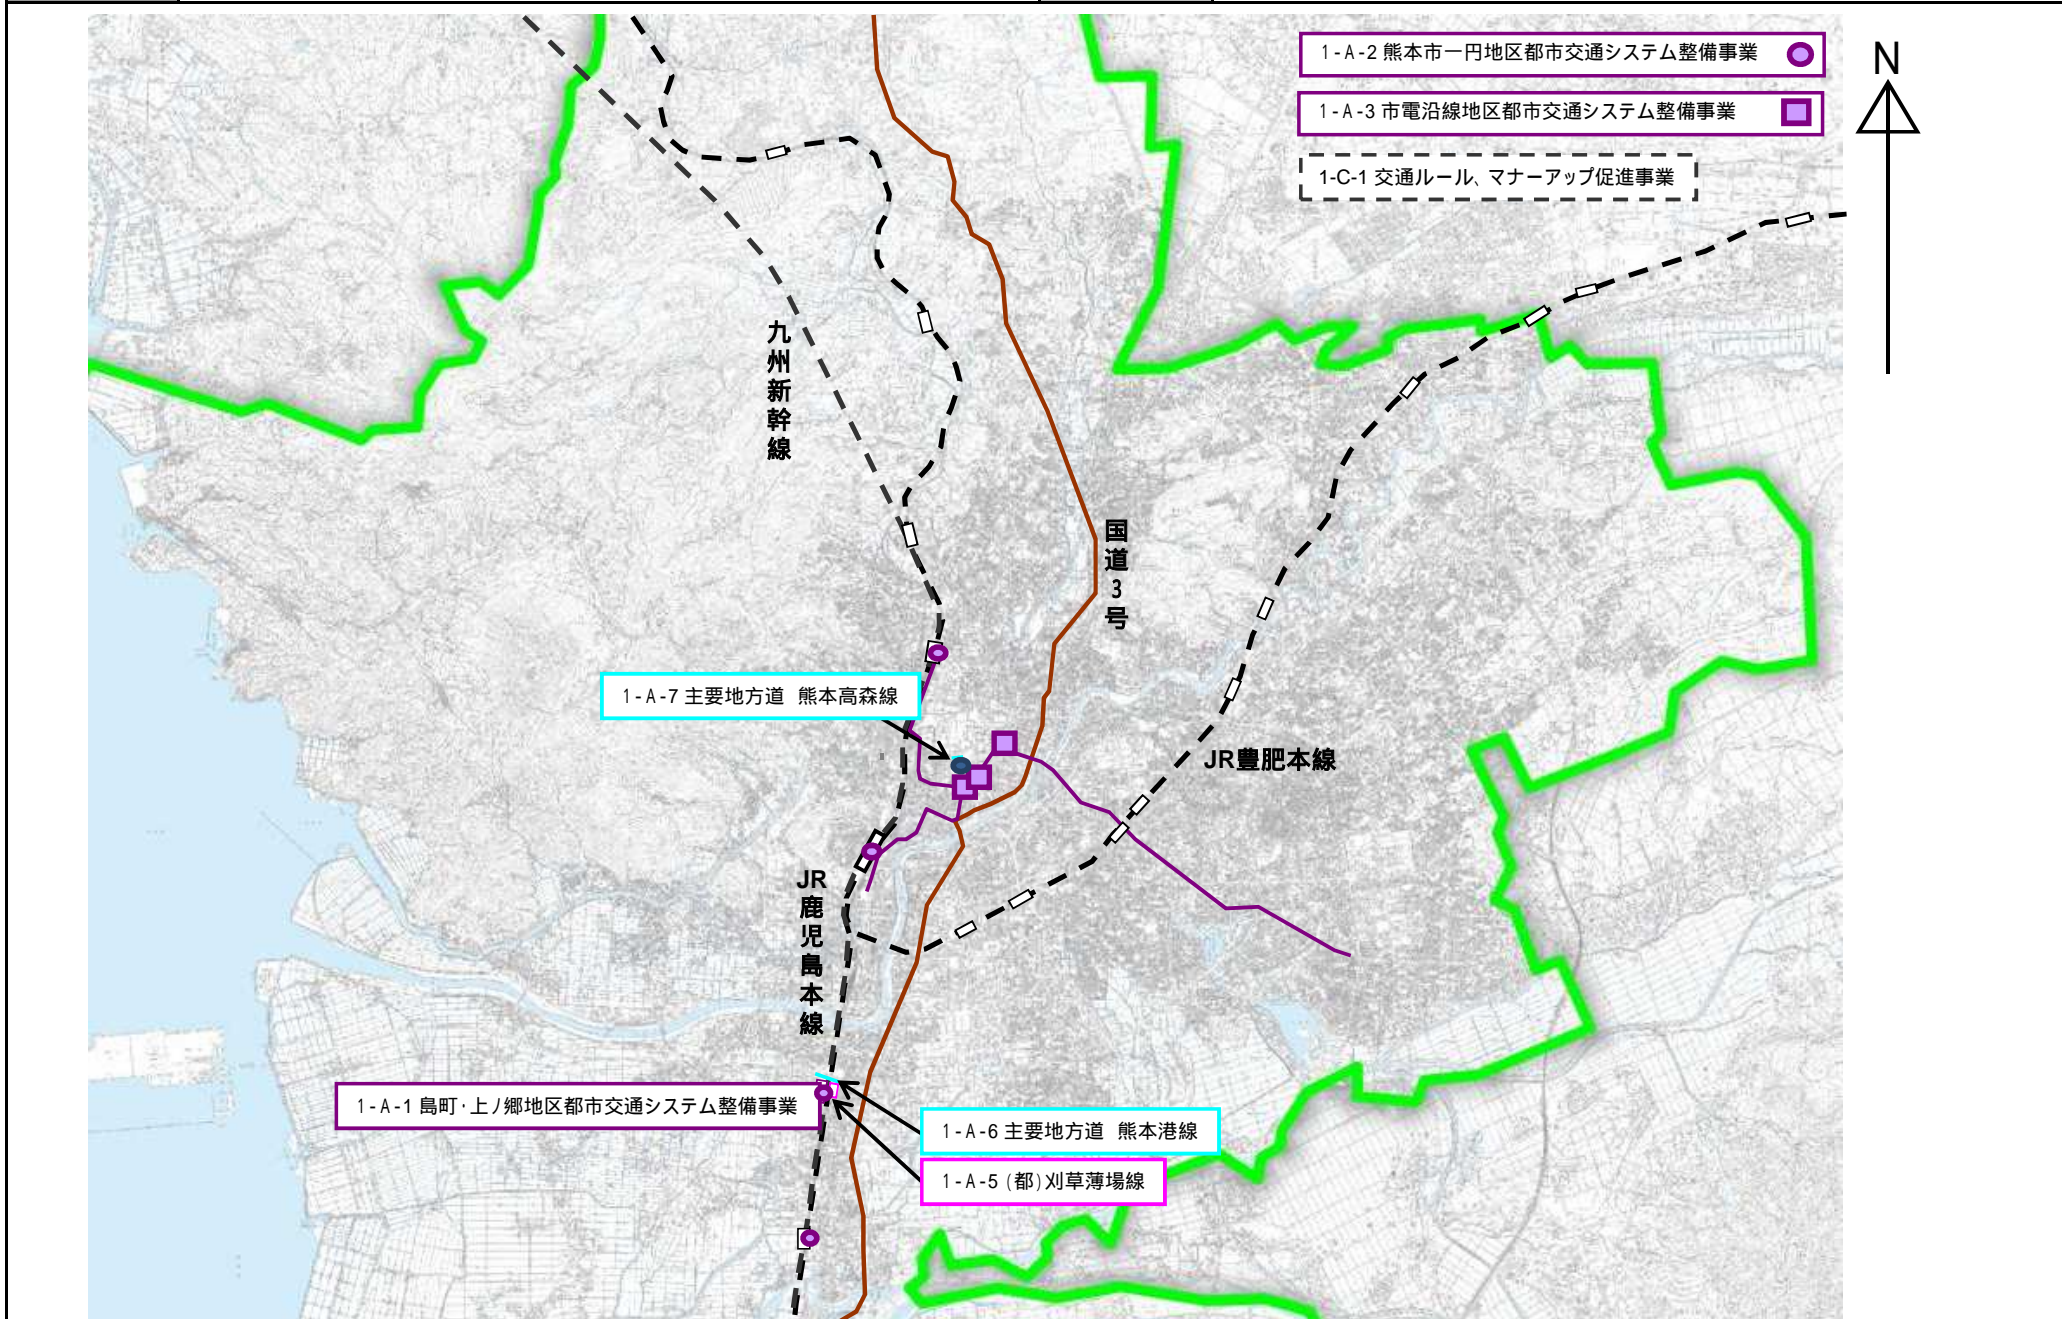 1-A-2 熊本市一円地区都市交通システム整備事業
N
1-A-3 市電沿線地区都市交通システム整備事業
1-C-1 交通ルール、マナーアップ促進事業
九州新幹線
国道3号
1-A-7 主要地方道 熊本高森線
JR豊肥本線
JR鹿児島本線
1-A-1 島町・上ノ郷地区都市交通システム整備事業
1-A-6 主要地方道 熊本港線
1-A-5 (都)刈草薄場線